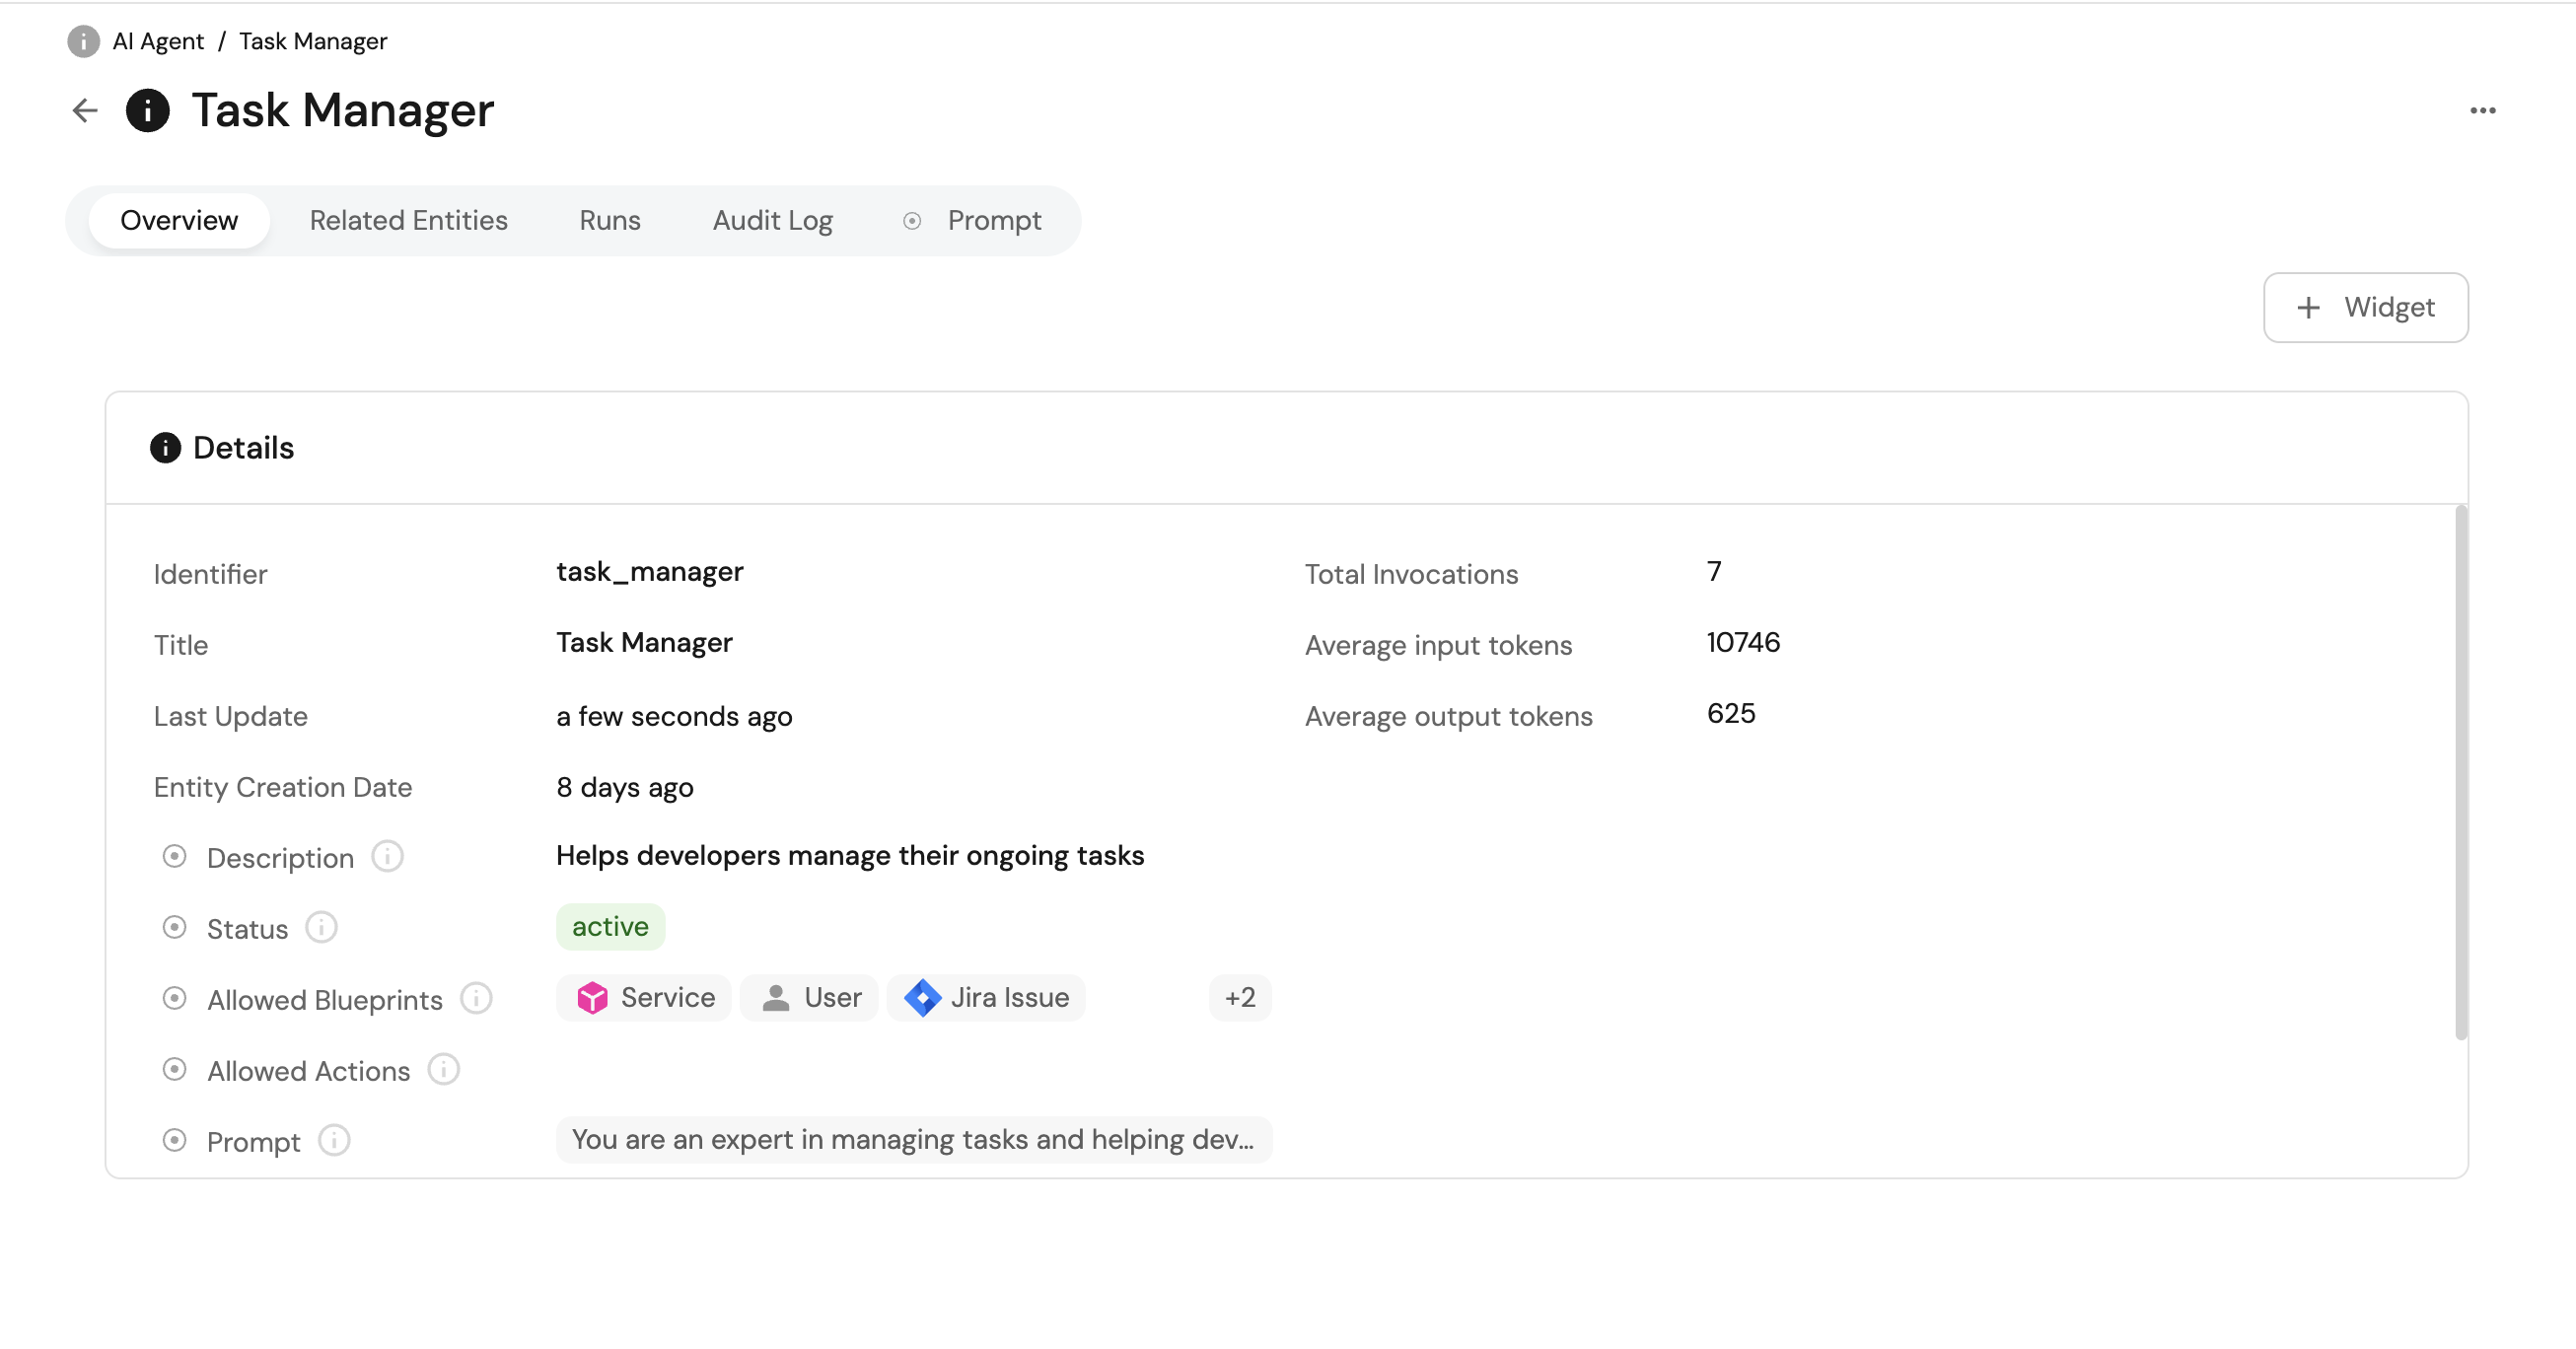 AI Agent / Task Manager
Task Manager
Overview Related Entities Runs Audit Log Prompt
+ Widget
Details
Identifier task_manager Total Invocations 7
Title Task Manager Average input tokens 10746
Last Update a few seconds ago Average output tokens 625
Entity Creation Date 8 days ago
Description Helps developers manage their ongoing tasks
Status active
Allowed Blueprints Service User Jira Issue +2
Allowed Actions
Prompt You are an expert in managing tasks and helping dev...